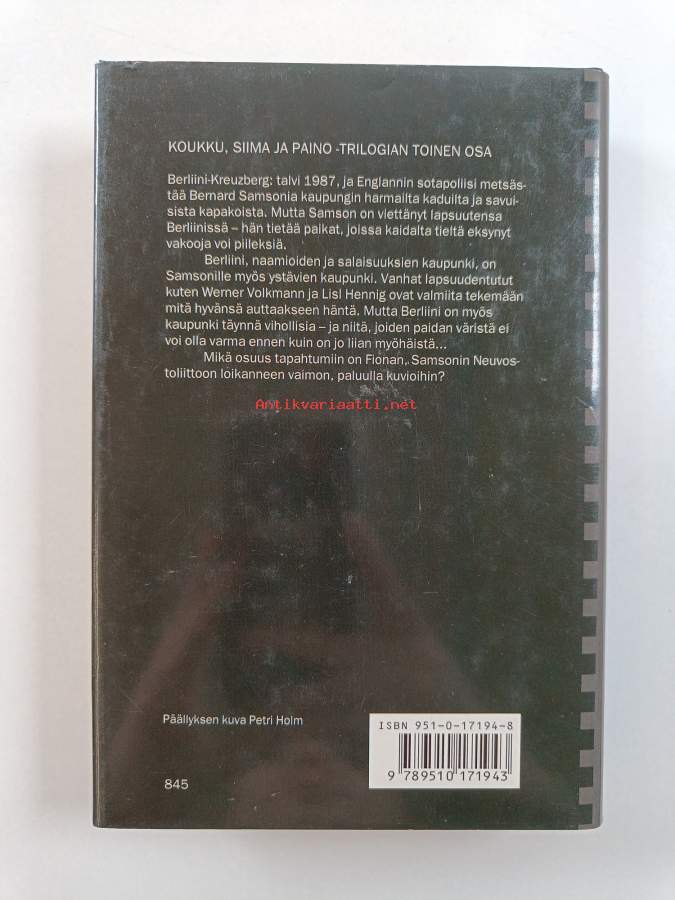 KOUKKU, SIIMA JA PAINO -TRILOGIAN TOINEN OSA
Berliini-Kreuzberg: talvi 1987, ja Englannin sotapoliisi metsäs-
tää Bernard Samsonia kaupungin harmailta kaduilta ja savui-
sista kapakoista. Mutta Samson on viettänyt lapsuutensa
Berliinissä – hän tietää paikat, joissa kaidalta tieltä eksynyt
vakooja voi piileksiä.
Berliini, naamioiden ja salaisuuksien kaupunki, on
Samsonille myös ystävien kaupunki. Vanhat lapsuudentutut
kuten Werner Volkmann ja Lisl Hennig ovat valmiita tekemään
mitä hyvänsä auttaakseen häntä. Mutta Berliini on myös
kaupunki täynnä vihollisia – ja niitä, joiden paidan väristä ei
voi olla varma ennen kuin on jo liian myöhäistä...
Mikä osuus tapahtumiin on Fionan, Samsonin Neuvos-
toliittoon loikanneen vaimon, paluulla kuvioihin?
Antikvariaatti.net
Päällyksen kuva Petri Holm
ISBN 951-0-17194-8
9 789510 171943
845